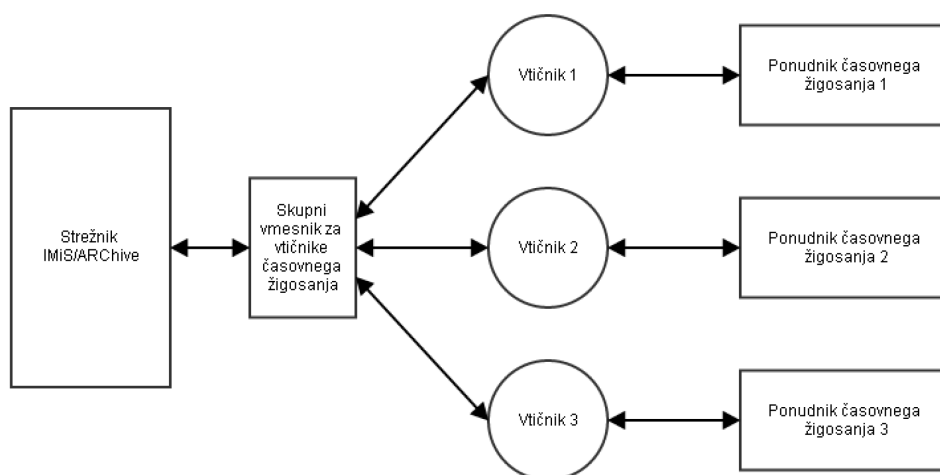 Strežnik
IMiS/ARChive
Skupni
vmesnik za
vtičnike
časovnega
žigosanja
Vtičnik 1
Ponudnik časovnega
žigosanja 1
Vtičnik 2
Ponudnik časovnega
žigosanja 2
Vtičnik 3
Ponudnik časovnega
žigosanja 3